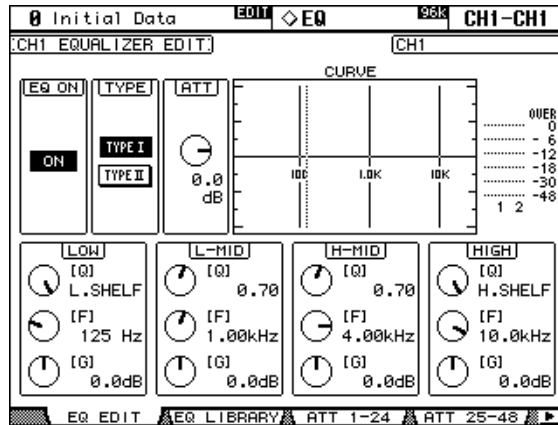 0 Initial Data EDIT ◇EQ 96K CH1-CH1
CH1 EQUALIZER EDIT CH1
CURVE
EQ ON TYPE ATT
ON
TYPE I
TYPE II
0.0
dB
100 1.0K 10K
OVER
0
- 6
-12
-18
-30
-48
1 2
LOW L-MID H-MID HIGH
[Q] [Q] [Q] [Q]
L.SHELF 0.70 0.70 H.SHELF
[F] [F] [F] [F]
125 Hz 1.00kHz 4.00kHz 10.0kHz
[G] [G] [G] [G]
0.0dB 0.0dB 0.0dB 0.0dB
EQ EDIT EQ LIBRARY ATT 1-24 ATT 25-48